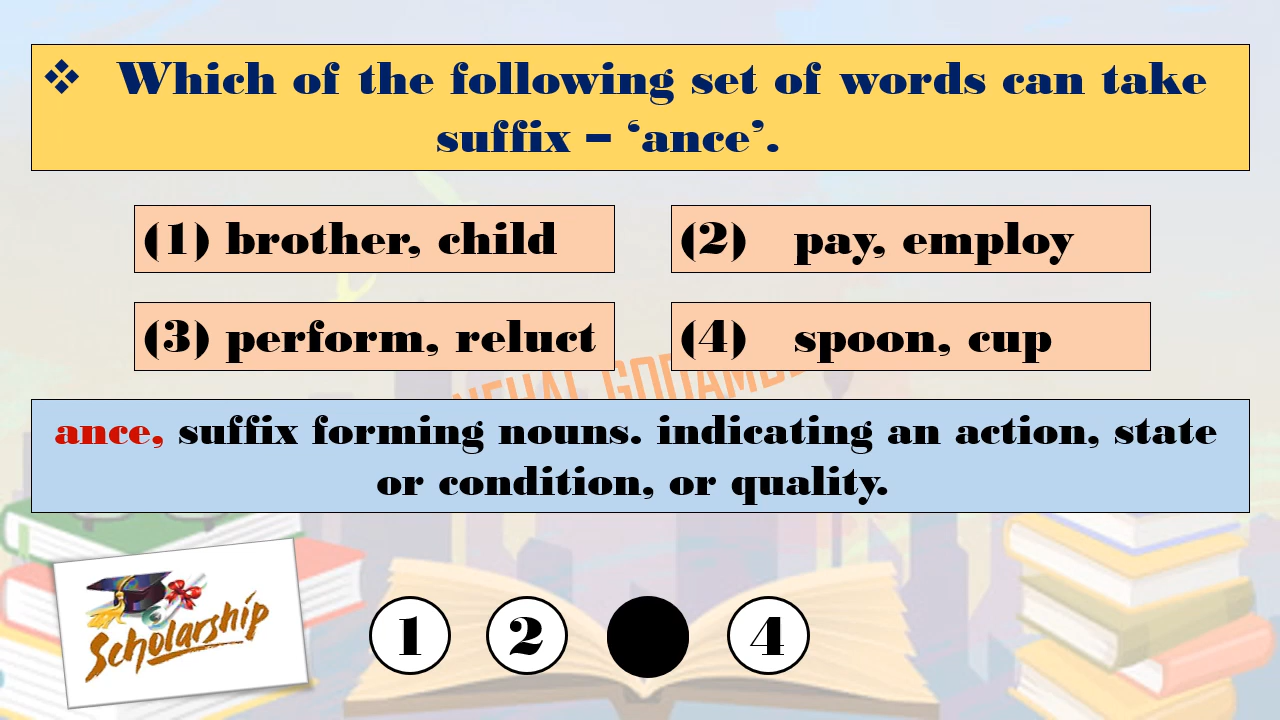 ❖ Which of the following set of words can take
suffix – ‘ance’.
(1) brother, child
(2) pay, employ
(3) perform, reluct
(4) spoon, cup
ance, suffix forming nouns. indicating an action, state
or condition, or quality.
Scholarship
1 2 4